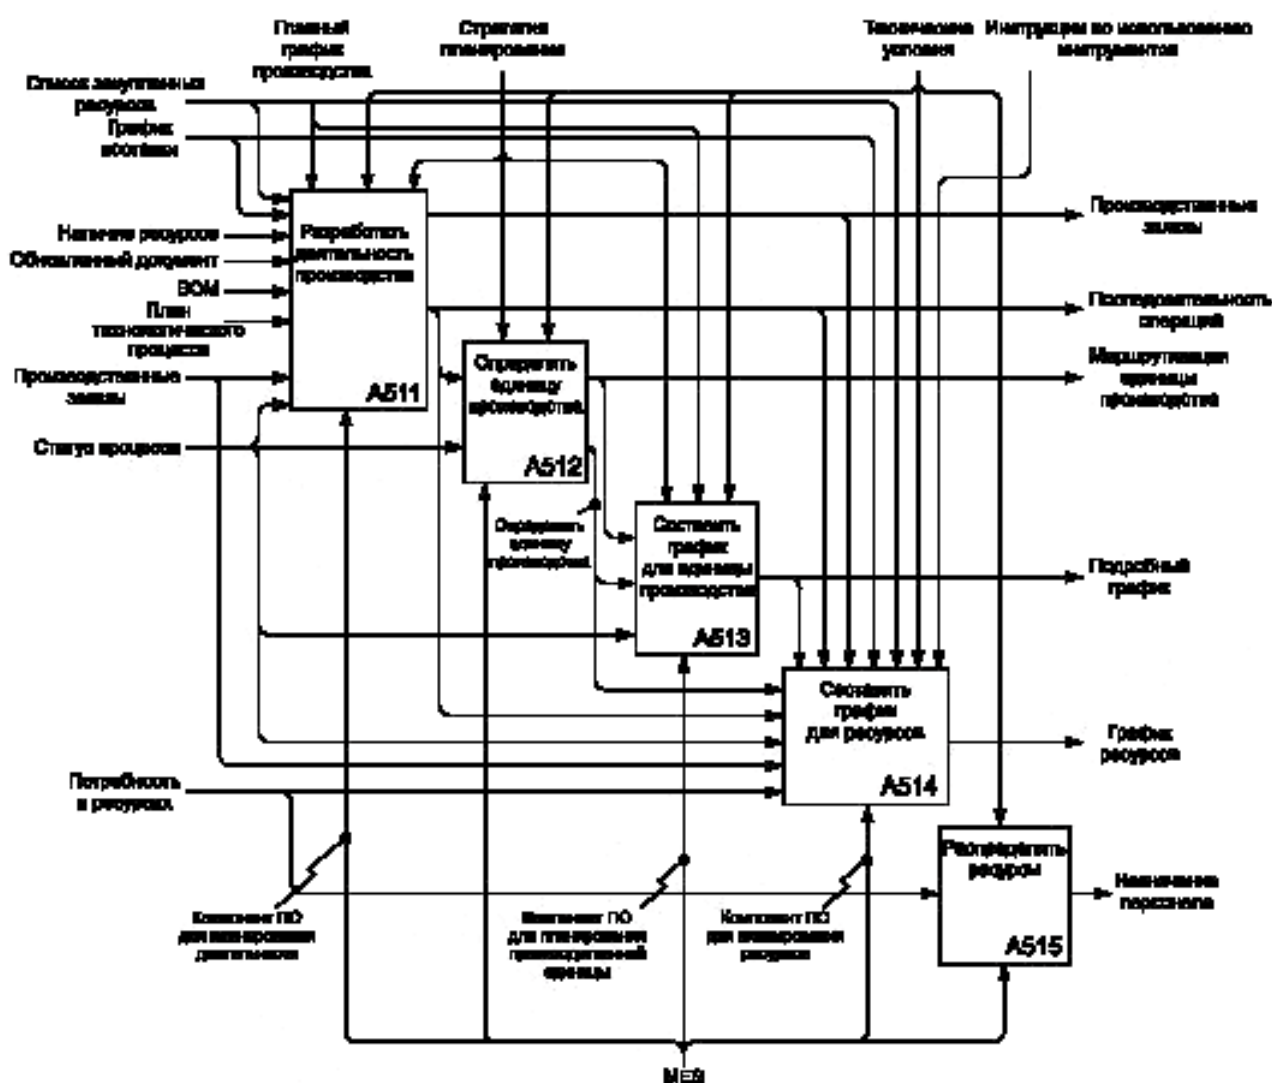 Главный
график
производства
Стратегия
планирования
Технические
условия
Инструкции по использованию
инструментов
Список закупленных
ресурсов
График
поставки
Наличие ресурсов
Обновленный документ
BOM
План
технологического
процесса
Производственные
заказы
Статус процесса
Потребность
в ресурсах
Разработать
деятельность
производства
A511
Определить
единицу
производства
A512
Определить
единицу
производства
Составить
график
для единицы
производства
A513
Составить
график
для ресурсов
A514
Распределить
ресурсы
A515
Производственные
заказы
Последовательность
операций
Маршрутизация
единицы
производства
Подробный
график
График
ресурсов
Назначение
персонала
Компонент ПО
для планирования
деятельности
Компонент ПО
для планирования
производственной
единицы
Компонент ПО
для планирования
ресурсов
MES